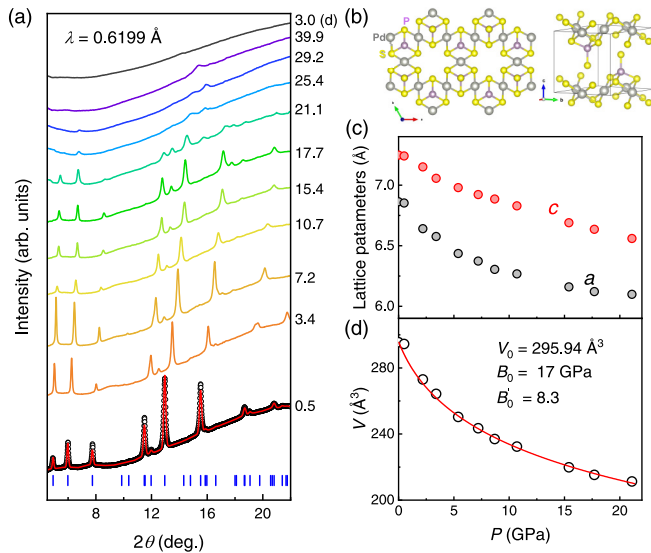 (a)
λ = 0.6199 Å
3.0 (d)
39.9
29.2
25.4
21.1
17.7
15.4
10.7
7.2
3.4
0.5
Intensity (arb. units)
4
8
12
16
20
2θ (deg.)
(b)
P
Pd
S
(c)
Lattice patameters (Å)
7.0
6.5
6.0
c
a
(d)
V₀ = 295.94 Å³
B₀ = 17 GPa
B₀' = 8.3
V (Å³)
280
240
200
0
5
10
15
20
P (GPa)